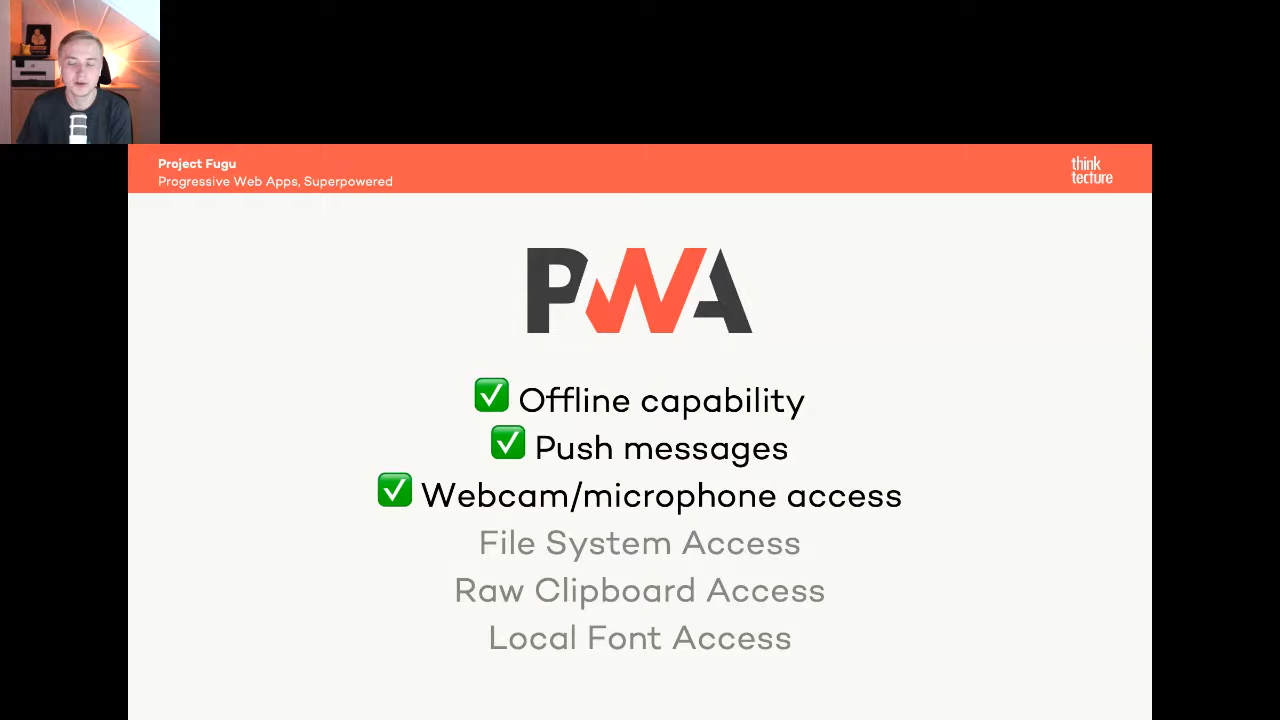 Project Fugu
Progressive Web Apps, Superpowered
think
tecture
PWA
✅ Offline capability
✅ Push messages
✅ Webcam/microphone access
File System Access
Raw Clipboard Access
Local Font Access